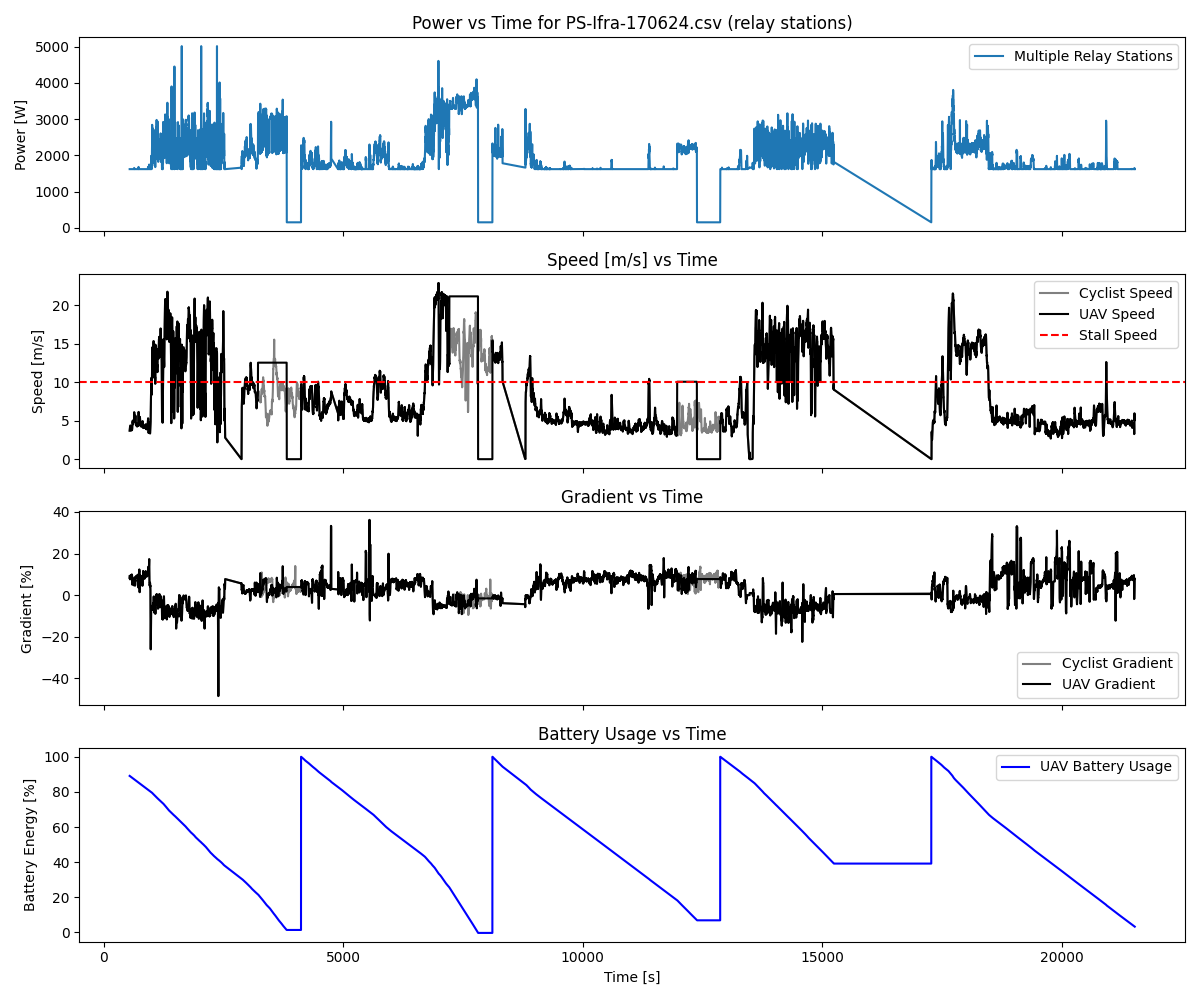 Power vs Time for PS-Ifra-170624.csv (relay stations)
5000
4000
3000
2000
1000
0
Power [W]
Multiple Relay Stations
Speed [m/s] vs Time
20
15
10
5
0
Speed [m/s]
Cyclist Speed
UAV Speed
Stall Speed
Gradient vs Time
40
20
0
−20
−40
Gradient [%]
Cyclist Gradient
UAV Gradient
Battery Usage vs Time
100
80
60
40
20
0
Battery Energy [%]
UAV Battery Usage
0
5000
10000
15000
20000
Time [s]